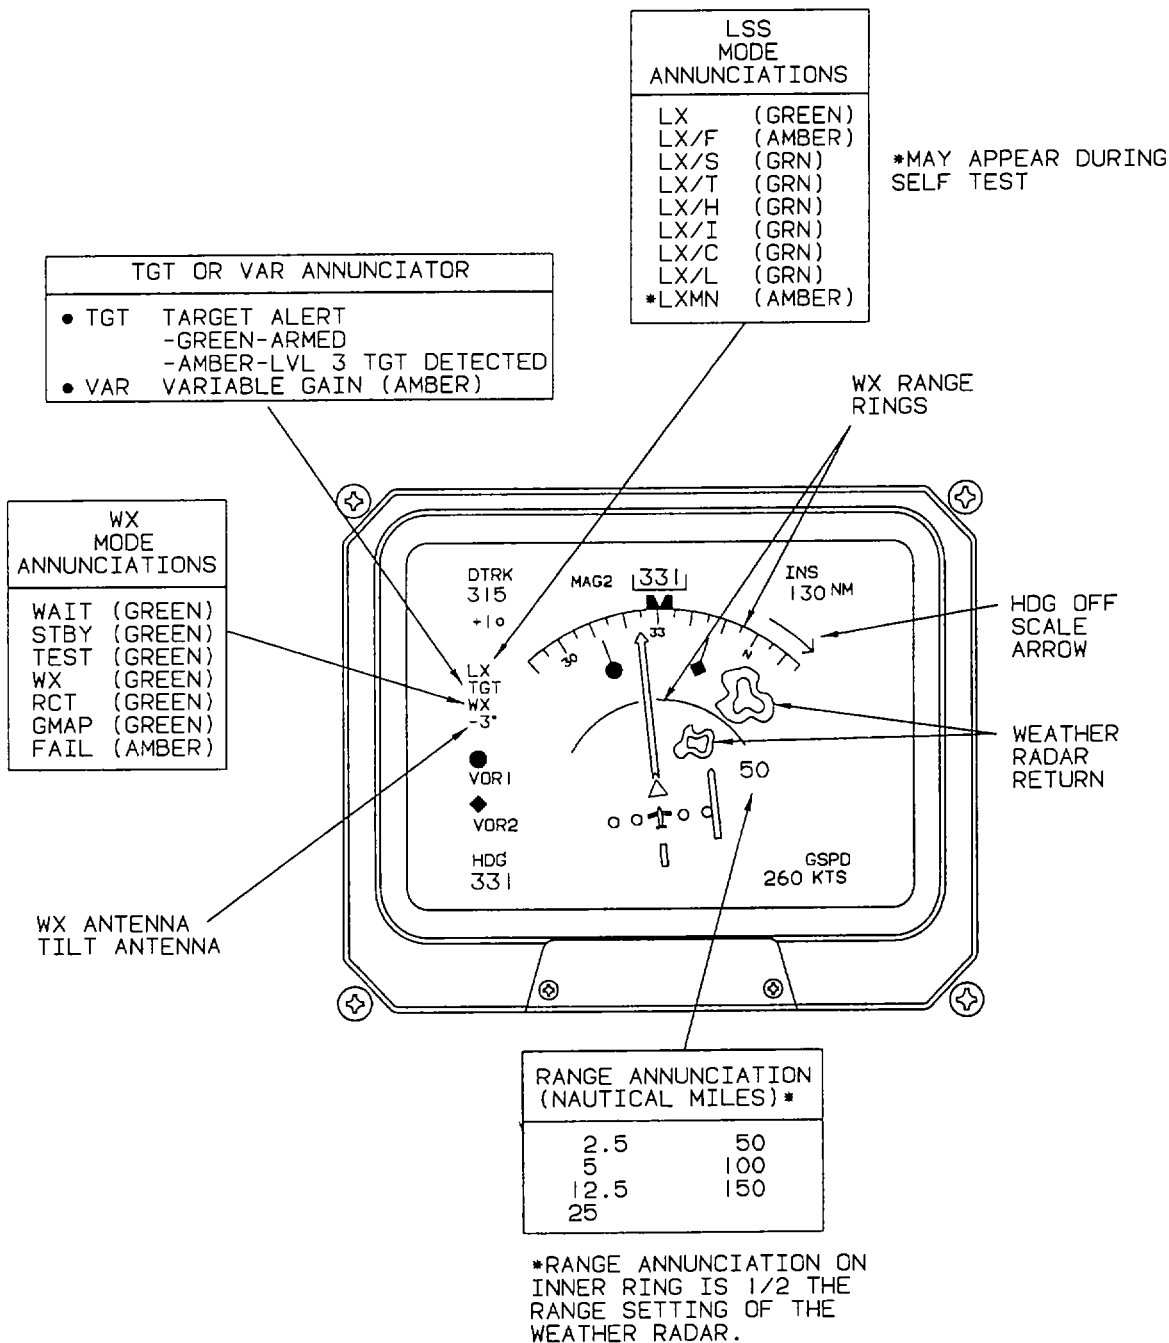 LSS
MODE
ANNUNCIATIONS
LX (GREEN)
LX/F (AMBER)
LX/S (GRN)
LX/T (GRN)
LX/H (GRN)
LX/I (GRN)
LX/C (GRN)
LX/L (GRN)
*LXMN (AMBER)
*MAY APPEAR DURING
SELF TEST
TGT OR VAR ANNUNCIATOR
● TGT TARGET ALERT
-GREEN-ARMED
-AMBER-LVL 3 TGT DETECTED
● VAR VARIABLE GAIN (AMBER)
WX RANGE
RINGS
WX
MODE
ANNUNCIATIONS
WAIT (GREEN)
STBY (GREEN)
TEST (GREEN)
WX (GREEN)
RCT (GREEN)
GMAP (GREEN)
FAIL (AMBER)
DTRK
315
+10
MAG2
331
INS
130 NM
30
33
N
LX
TGT
WX
-3°
VOR1
VOR2
HDG
331
50
GSPD
260 KTS
HDG OFF
SCALE
ARROW
WEATHER
RADAR
RETURN
WX ANTENNA
TILT ANTENNA
RANGE ANNUNCIATION
(NAUTICAL MILES)*
2.5 50
5 100
12.5 150
25
*RANGE ANNUNCIATION ON
INNER RING IS 1/2 THE
RANGE SETTING OF THE
WEATHER RADAR.